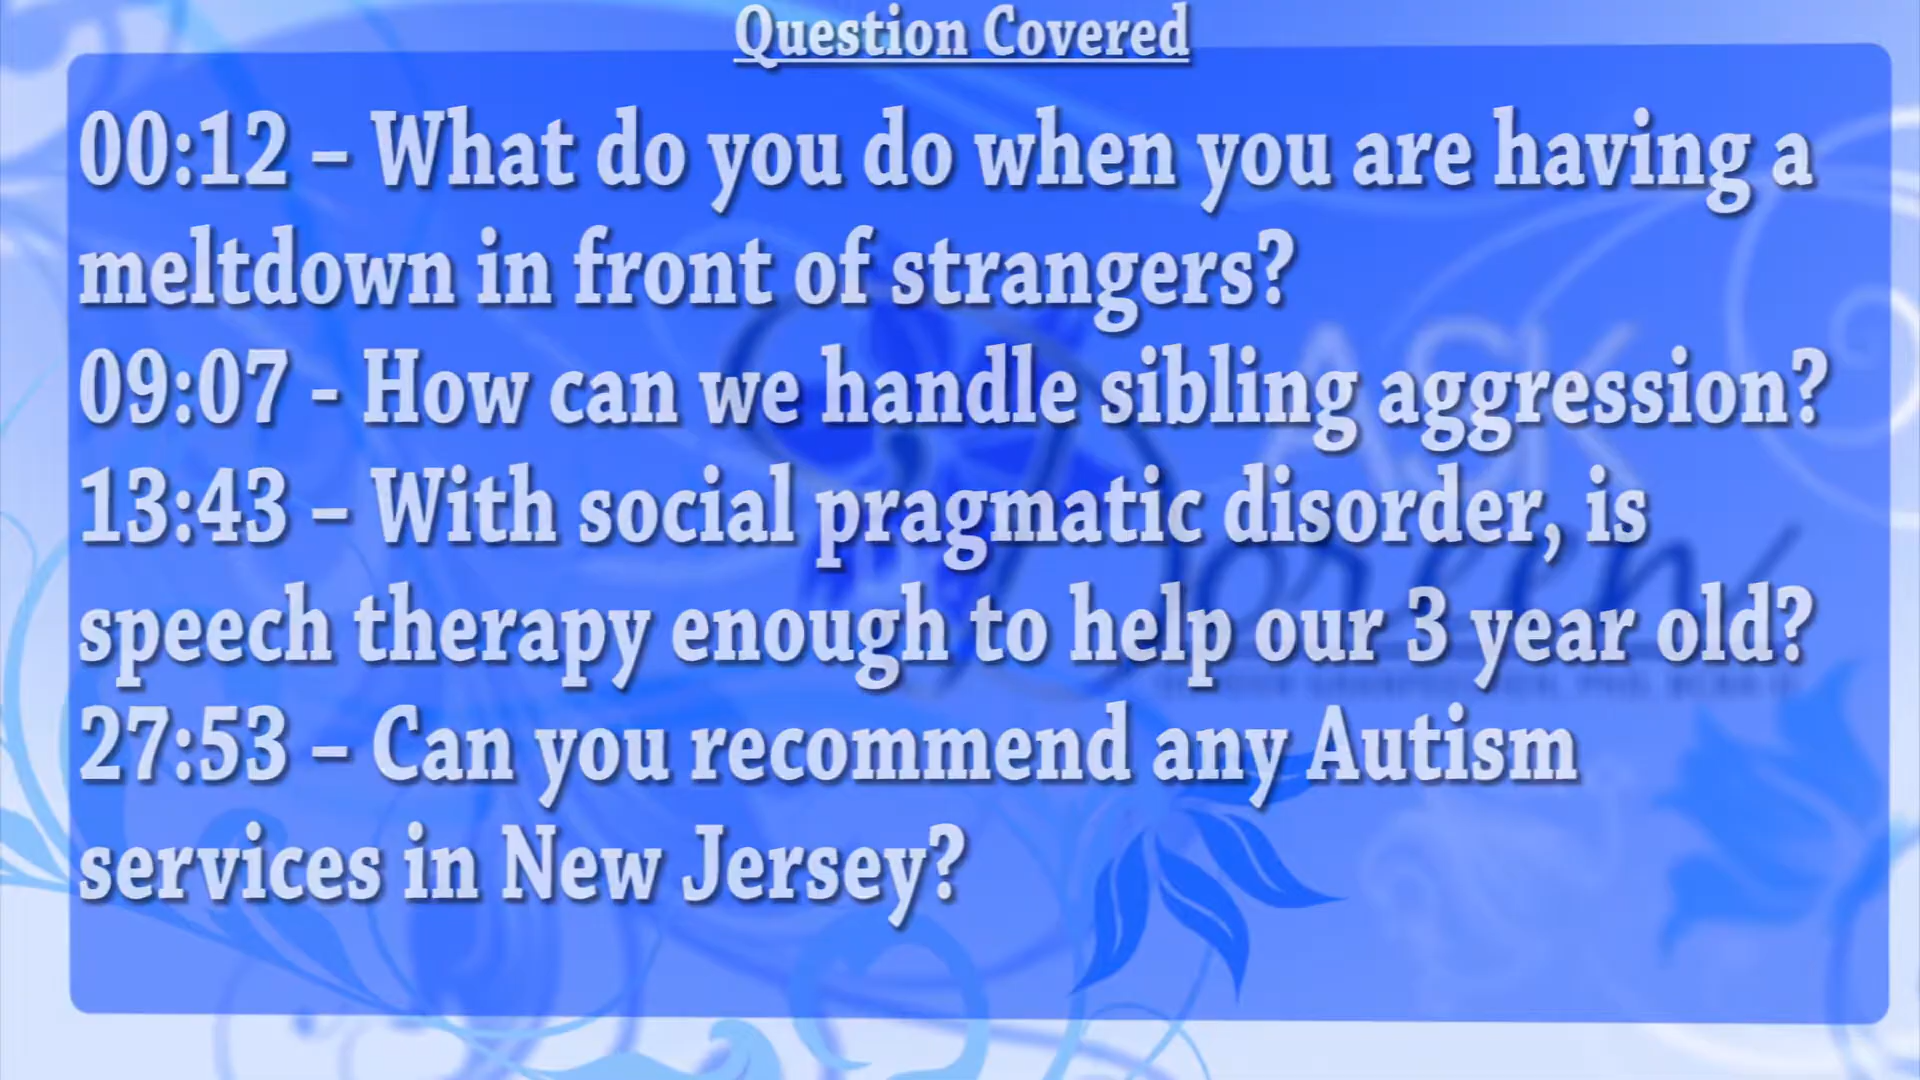 Question Covered
00:12 – What do you do when you are having a
meltdown in front of strangers?
09:07 - How can we handle sibling aggression?
13:43 – With social pragmatic disorder, is
speech therapy enough to help our 3 year old?
27:53 – Can you recommend any Autism
services in New Jersey?
ASK
Doreen